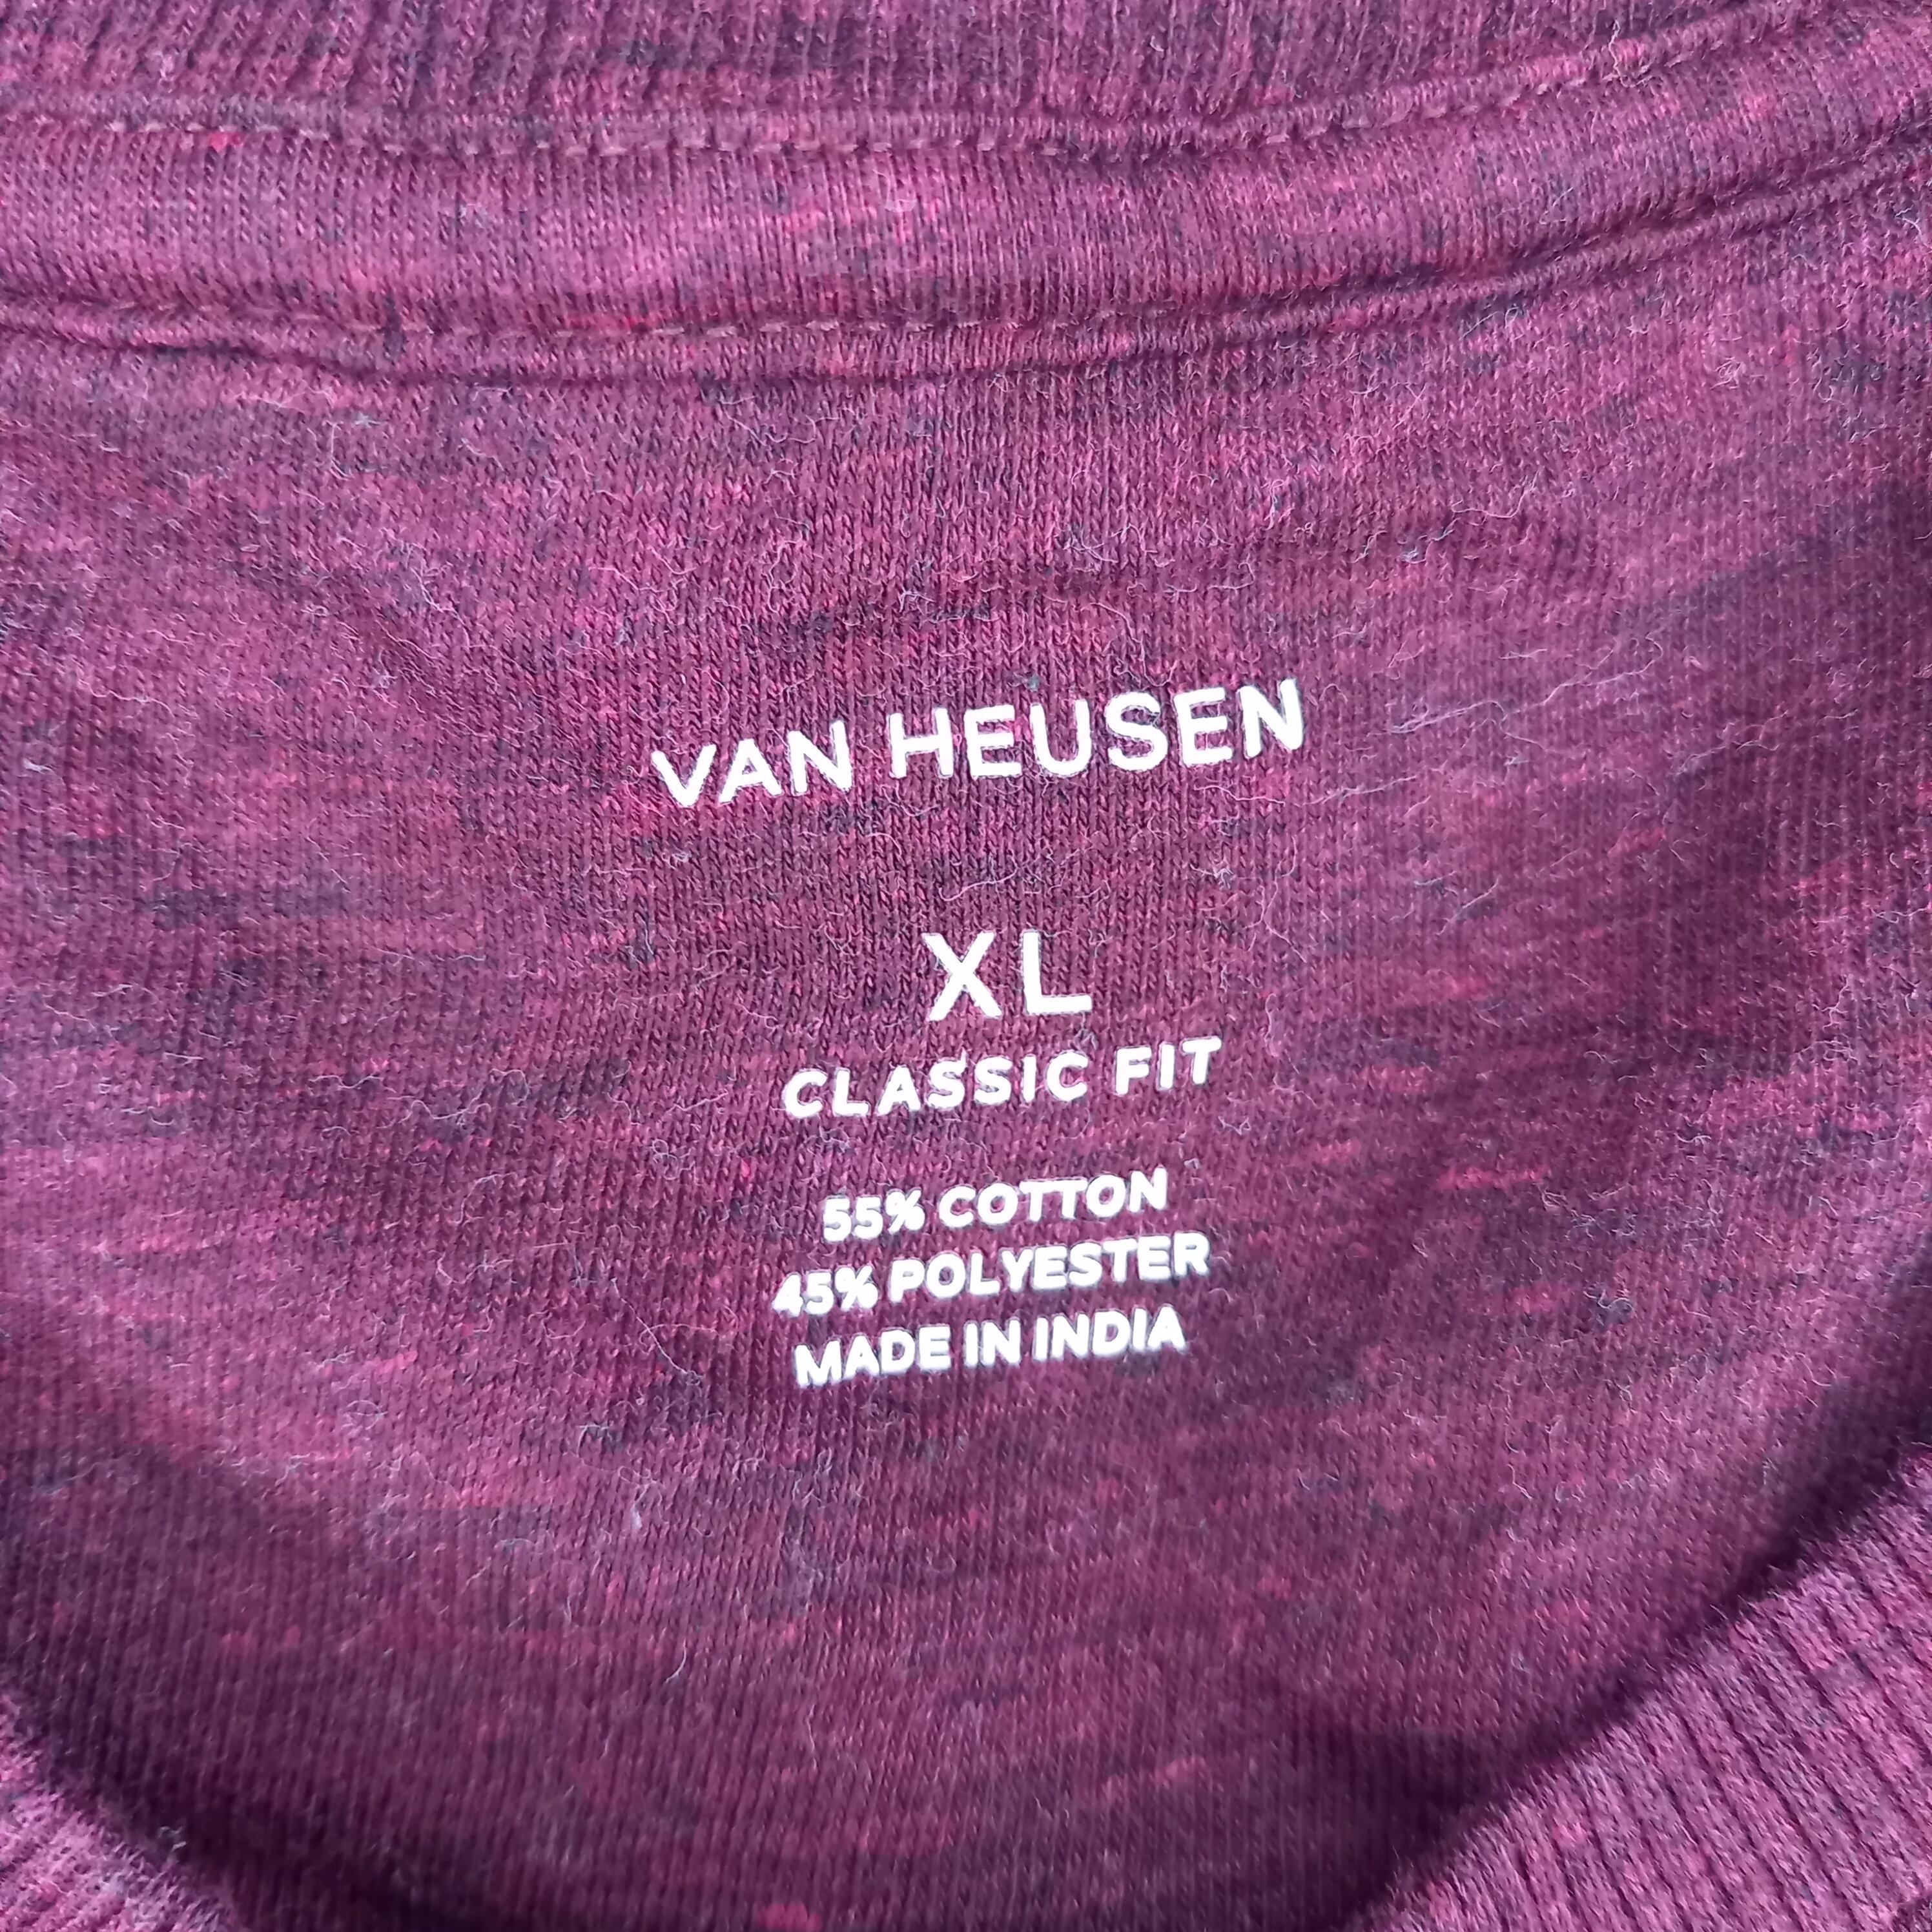 VAN HEUSEN
XL
CLASSIC FIT
55% COTTON
45% POLYESTER
MADE IN INDIA